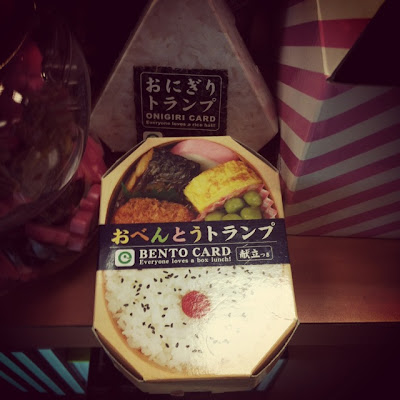 おにぎり
トランプ
ONIGIRI CARD
Everyone loves a rice ball!
おべんとうトランプ
BENTO CARD
Everyone loves a box lunch!
献立つき